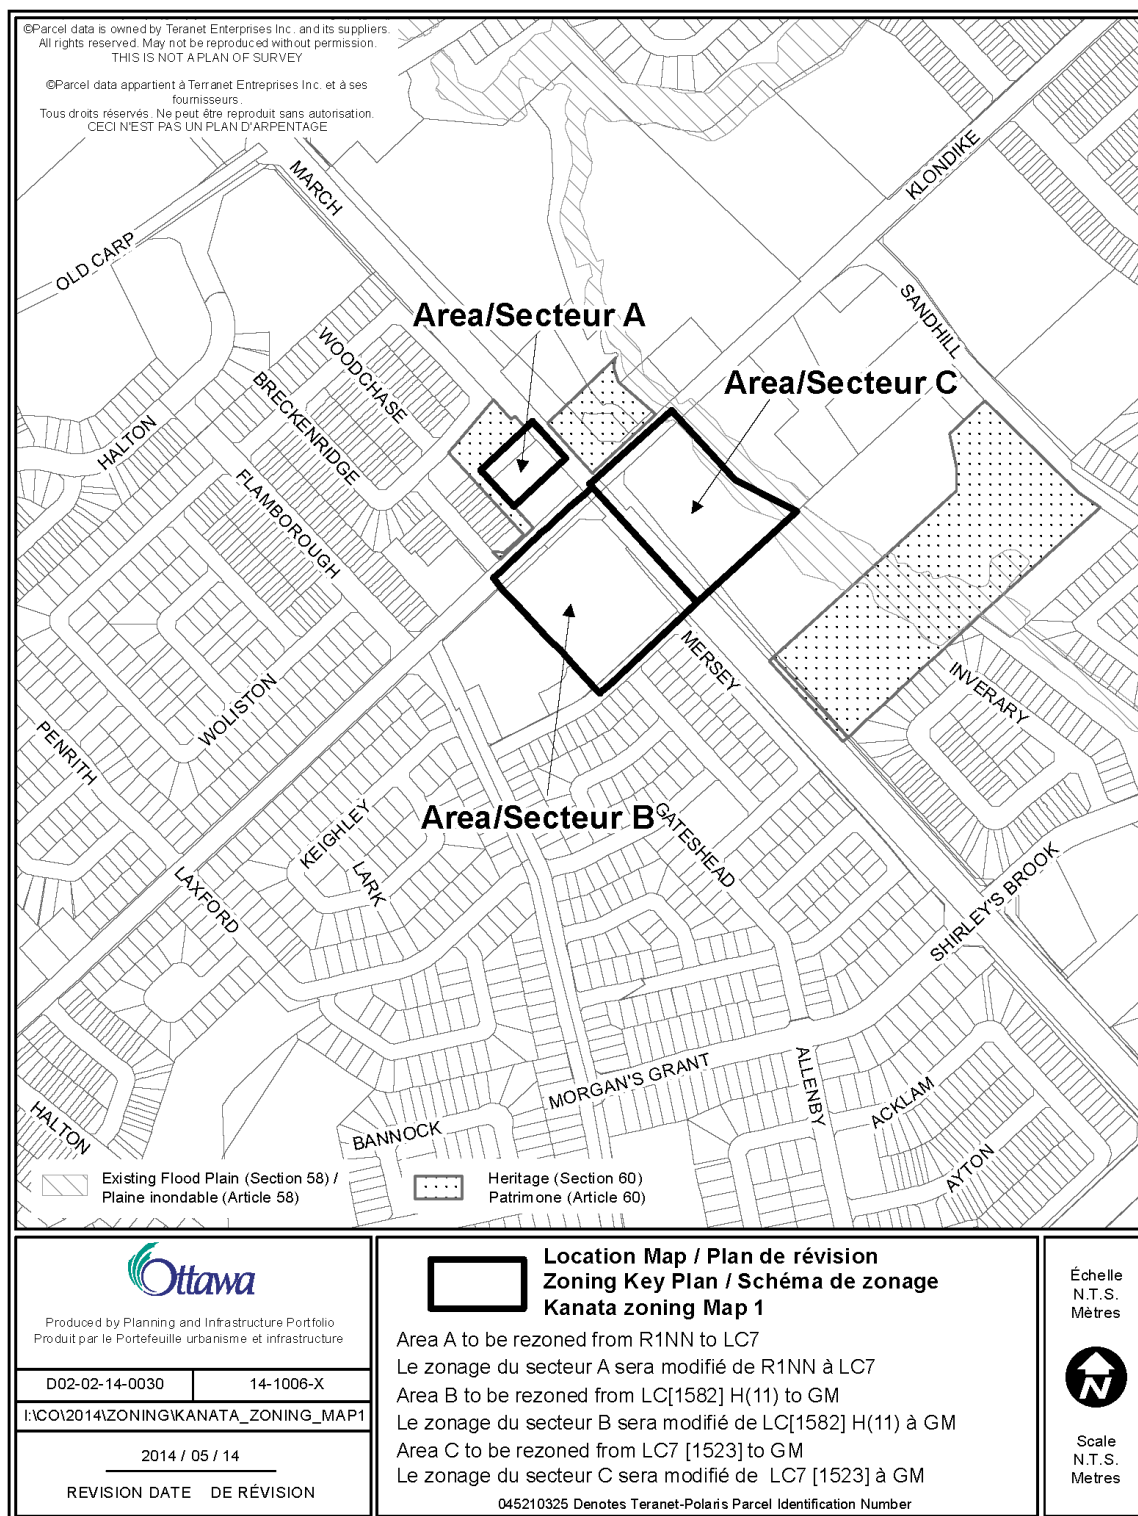 ©Parcel data is owned by Teranet Enterprises Inc. and its suppliers.
All rights reserved. May not be reproduced without permission.
THIS IS NOT A PLAN OF SURVEY
©Parcel data appartient à Terranet Entreprises Inc. et à ses
fournisseurs.
Tous droits réservés. Ne peut être reproduit sans autorisation.
CECI N'EST PAS UN PLAN D'ARPENTAGE
KLONDIKE
MARCH
OLD CARP
SANDHILL
Area/Secteur A
WOODCHASE
Area/Secteur C
BRECKENRIDGE
HALTON
FLAMBOROUGH
MERSEY
INVERARY
WOLISTON
PENRITH
Area/Secteur B
KEIGHLEY
GATESHEAD
LARK
LAXFORD
SHIRLEY'S BROOK
MORGAN'S GRANT
ALLENBY
ACKLAM
HALTON
BANNOCK
AYTON
Existing Flood Plain (Section 58) /
Plaine inondable (Article 58)
Heritage (Section 60)
Patrimone (Article 60)
Ottawa
Produced by Planning and Infrastructure Portfolio
Produit par le Portefeuille urbanisme et infrastructure
D02-02-14-0030
14-1006-X
I:\CO\2014\ZONING\KANATA_ZONING_MAP1
2014 / 05 / 14
REVISION DATE DE RÉVISION
Location Map / Plan de révision
Zoning Key Plan / Schéma de zonage
Kanata zoning Map 1
Area A to be rezoned from R1NN to LC7
Le zonage du secteur A sera modifié de R1NN à LC7
Area B to be rezoned from LC[1582] H(11) to GM
Le zonage du secteur B sera modifié de LC[1582] H(11) à GM
Area C to be rezoned from LC7 [1523] to GM
Le zonage du secteur C sera modifié de LC7 [1523] à GM
045210325 Denotes Teranet-Polaris Parcel Identification Number
Échelle
N.T.S.
Mètres
N
Scale
N.T.S.
Metres